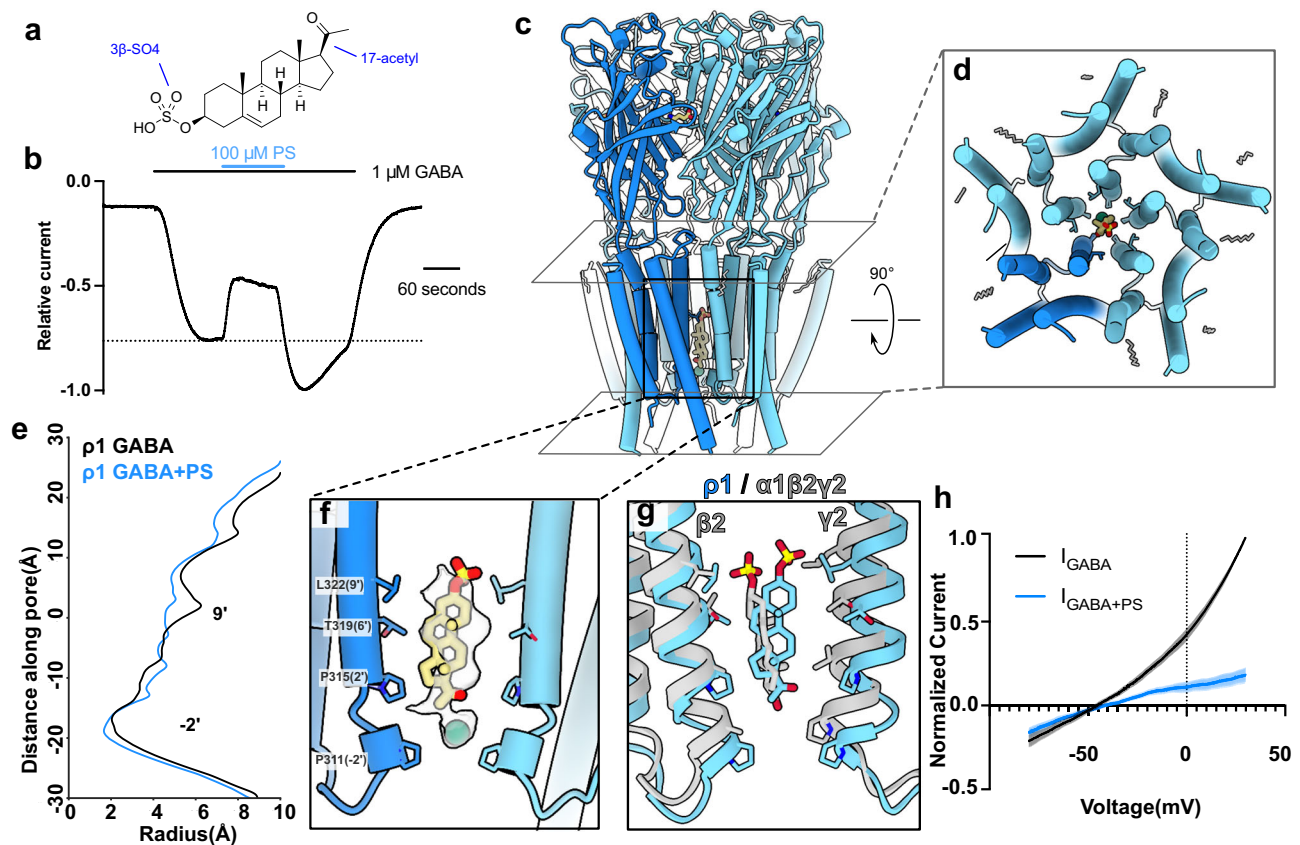 a
3β-SO4
17-acetyl
O
O
O
S
HO
O
H
H
H
H
b
100 µM PS
1 µM GABA
0.0
-0.5
-1.0
Relative current
60 seconds
c
90°
d
e
ρ1 GABA
ρ1 GABA+PS
30
20
10
0
-10
-20
-30
9'
-2'
0
2
4
6
8
10
Distance along pore(Å)
Radius(Å)
f
L322(9')
T319(6')
P315(2')
P311(-2')
ρ1 / α1β2γ2
g
β2
γ2
h
1.0
0.5
0.0
-0.5
I GABA
I GABA+PS
-50
0
50
Normalized Current
Voltage(mV)